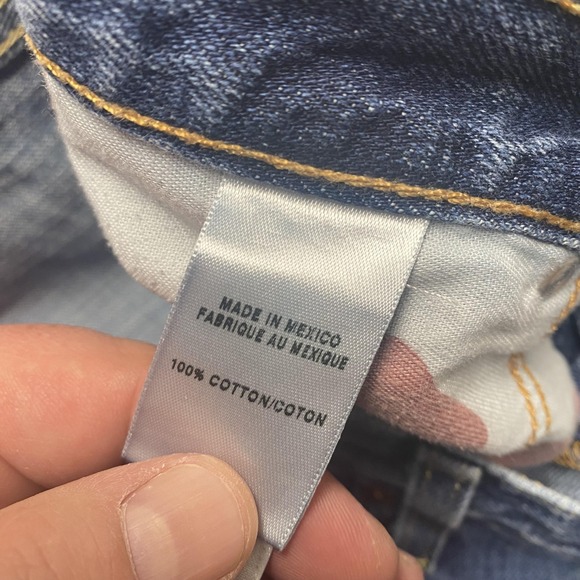 MADE IN MEXICO
FABRIQUE AU MEXIQUE
100% COTTON/COTON